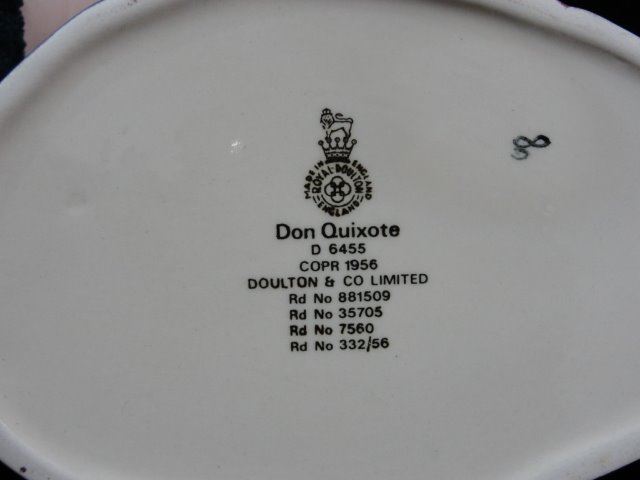 MADE IN ENGLAND
ROYAL DOULTON
ENGLAND
Don Quixote
D 6455
COPR 1956
DOULTON & CO LIMITED
Rd No 881509
Rd No 35705
Rd No 7560
Rd No 332/56